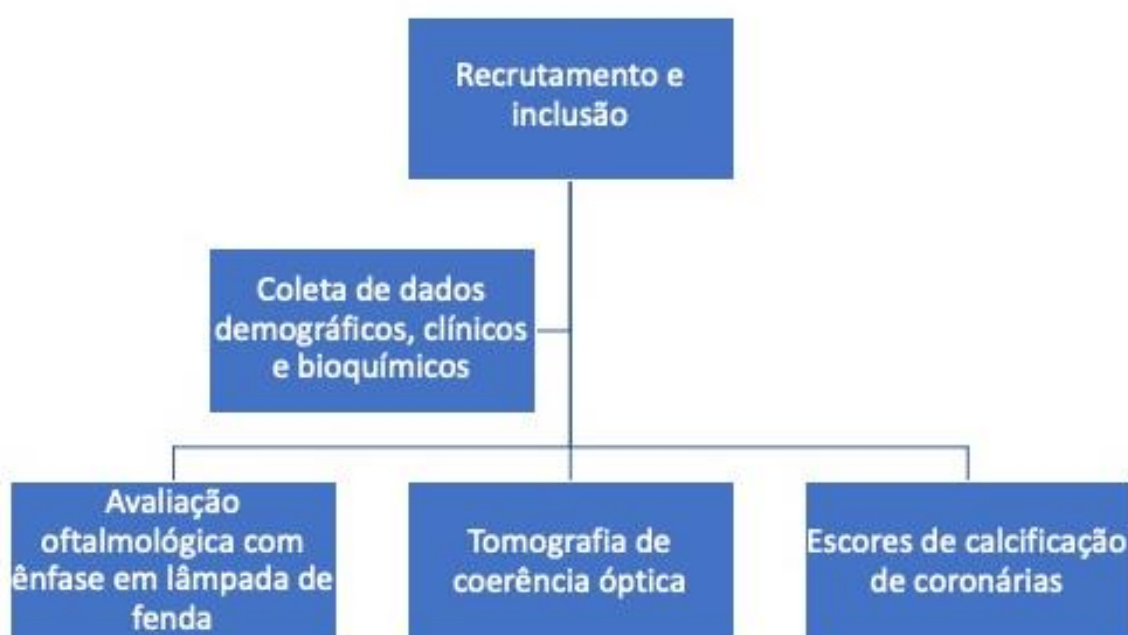 Recrutamento e
inclusão
Coleta de dados
demográficos, clínicos
e bioquímicos
Avaliação
oftalmológica com
ênfase em lâmpada de
fenda
Tomografia de
coerência óptica
Escores de calcificação
de coronárias